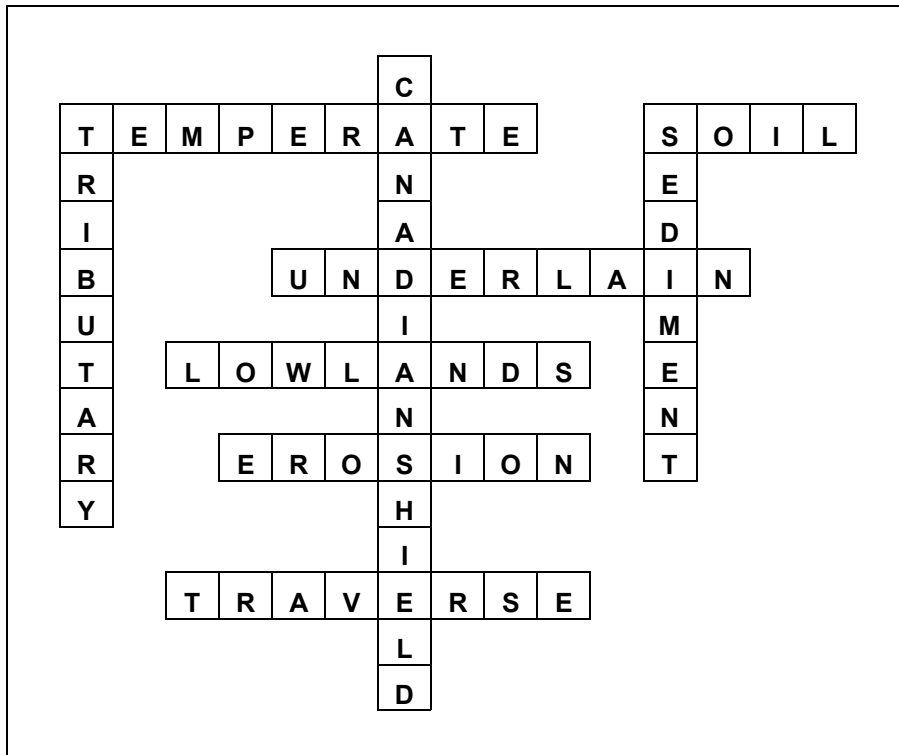 C
T E M P E R A T E S O I L
R N E
I A D
B U N D E R L A I N
U I M
T L O W L A N D S E
A N N
R E R O S I O N T
Y H
I
T R A V E R S E
L
D